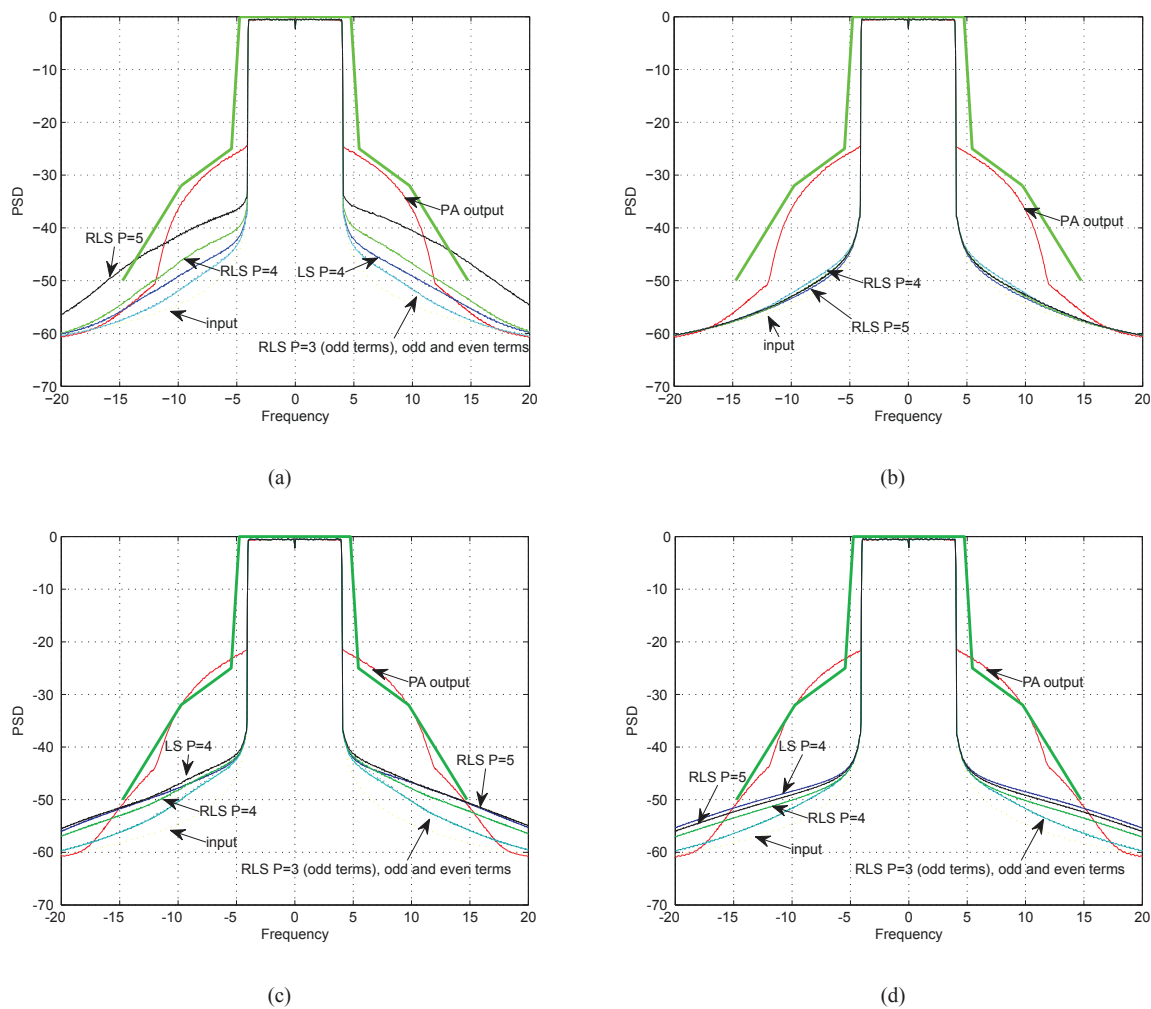 0
−10
−20
−30
−40
−50
−60
−70
PSD
−20 −15 −10 −5 0 5 10 15 20
Frequency
PA output
RLS P=5
RLS P=4
LS P=4
input
RLS P=3 (odd terms), odd and even terms
(a)
0
−10
−20
−30
−40
−50
−60
−70
PSD
−20 −15 −10 −5 0 5 10 15 20
Frequency
PA output
RLS P=4
RLS P=5
input
(b)
0
-10
-20
-30
-40
-50
-60
-70
PSD
-20 -15 -10 -5 0 5 10 15 20
Frequency
PA output
LS P=4
RLS P=5
RLS P=4
input
RLS P=3 (odd terms), odd and even terms
(c)
0
-10
-20
-30
-40
-50
-60
-70
PSD
-20 -15 -10 -5 0 5 10 15 20
Frequency
PA output
LS P=4
RLS P=5
RLS P=4
input
RLS P=3 (odd terms), odd and even terms
(d)